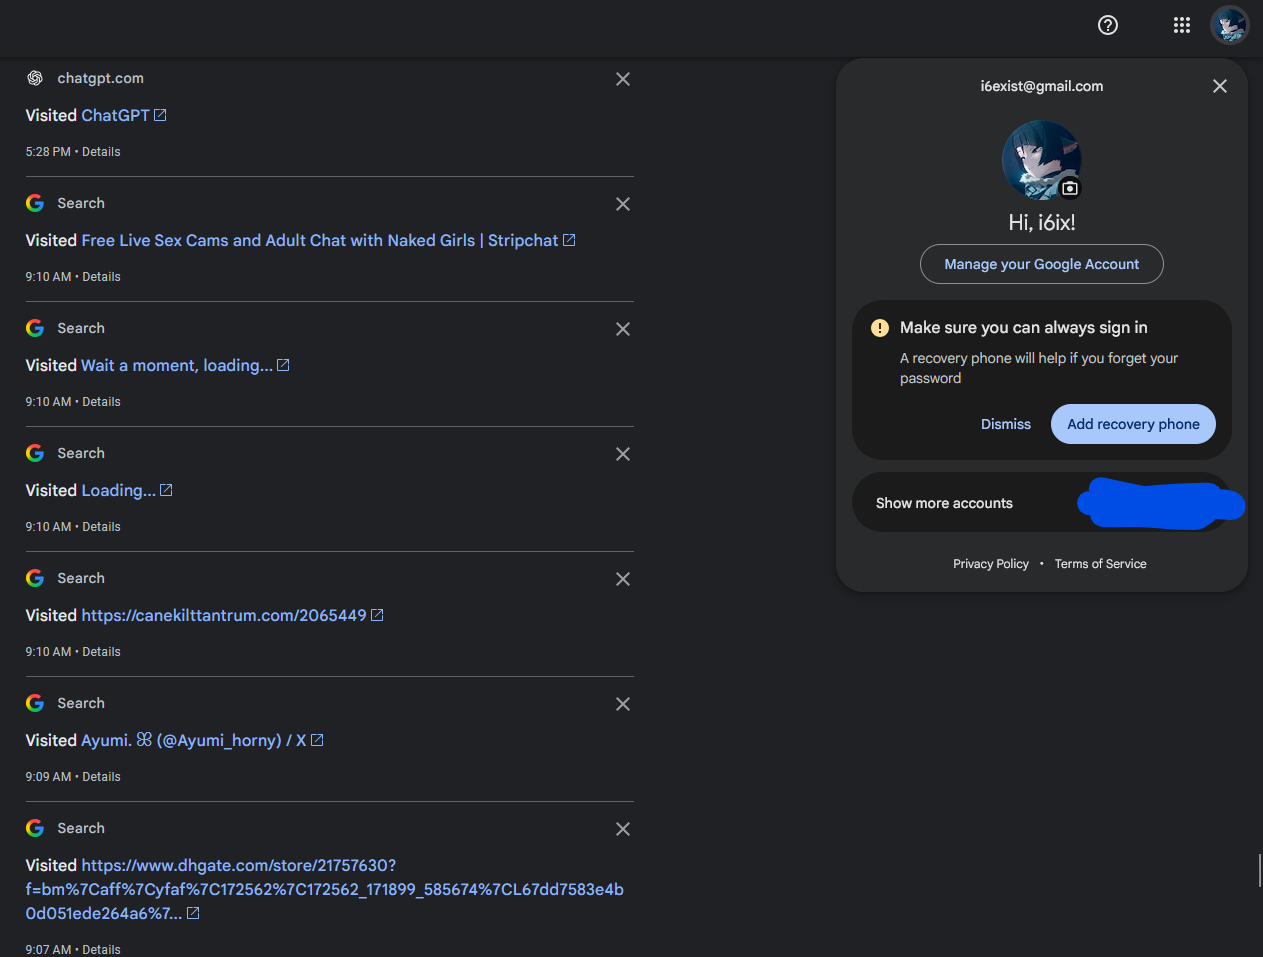 chatgpt.com
Visited ChatGPT
5:28 PM • Details
Search
Visited Free Live Sex Cams and Adult Chat with Naked Girls | Stripchat
9:10 AM • Details
Search
Visited Wait a moment, loading...
9:10 AM • Details
Search
Visited Loading...
9:10 AM • Details
Search
Visited https://canekilttantrum.com/2065449
9:10 AM • Details
Search
Visited Ayumi. ꕤ (@Ayumi_horny) / X
9:09 AM • Details
Search
Visited https://www.dhgate.com/store/21757630?
f=bm%7Caff%7Cyfaf%7C172562%7C172562_171899_585674%7CL67dd7583e4b
0d051ede264a6%7...
9:07 AM • Details
i6exist@gmail.com
Hi, i6ix!
Manage your Google Account
Make sure you can always sign in
A recovery phone will help if you forget your
password
Dismiss
Add recovery phone
Show more accounts
Privacy Policy • Terms of Service